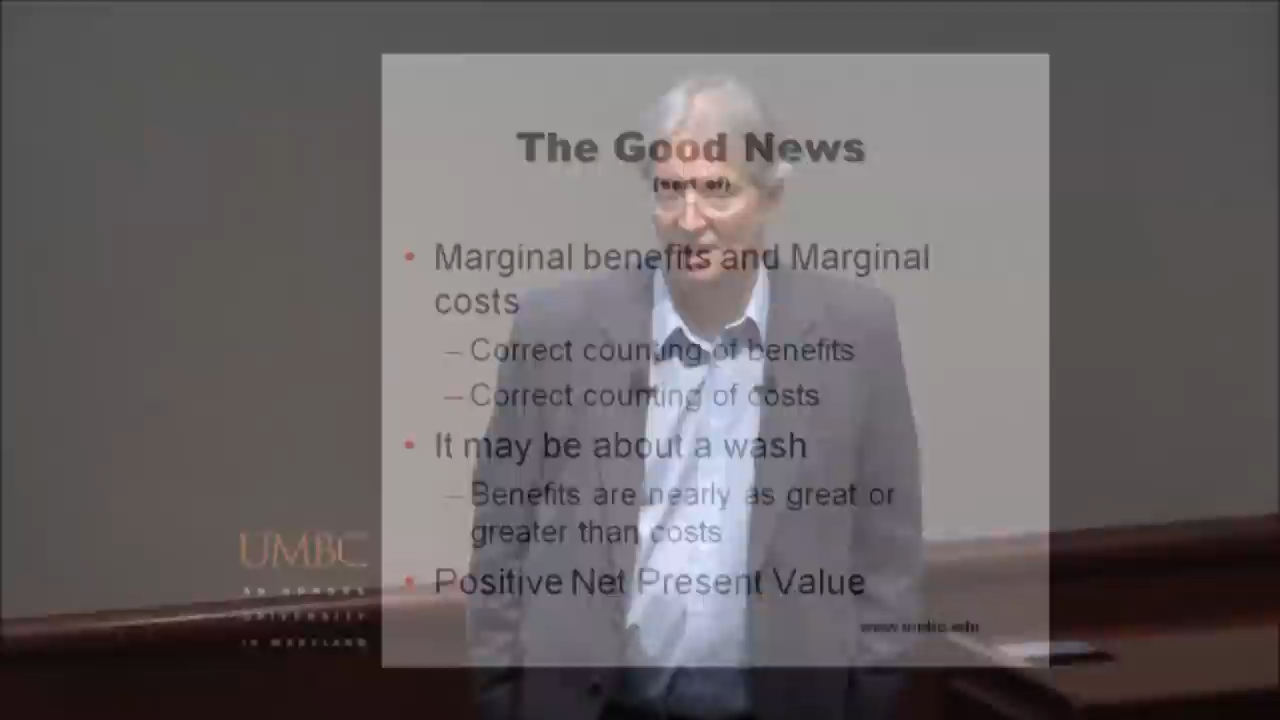 The Good News
(sort of)
• Marginal benefits and Marginal
costs
– Correct counting of benefits
– Correct counting of costs
• It may be about a wash
– Benefits are nearly as great or
greater than costs
• Positive Net Present Value
www.umbc.edu
UMBC
AN HONORS
UNIVERSITY
IN MARYLAND